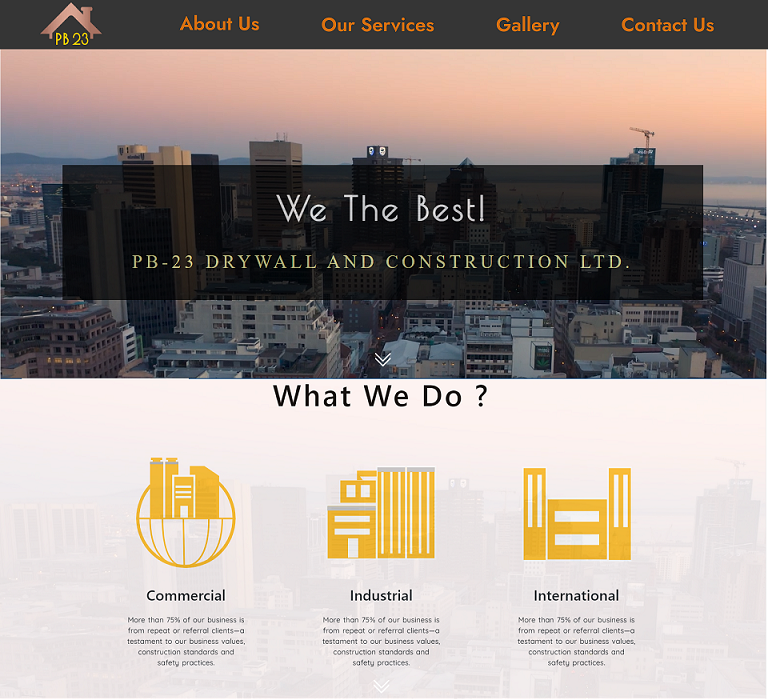 PB 23
About Us
Our Services
Gallery
Contact Us
We The Best!
PB-23 DRYWALL AND CONSTRUCTION LTD.
What We Do ?
Commercial
Industrial
International
More than 75% of our business is
from repeat or referral clients—a
testament to our business values,
construction standards and
safety practices.
More than 75% of our business is
from repeat or referral clients—a
testament to our business values,
construction standards and
safety practices.
More than 75% of our business is
from repeat or referral clients—a
testament to our business values,
construction standards and
safety practices.